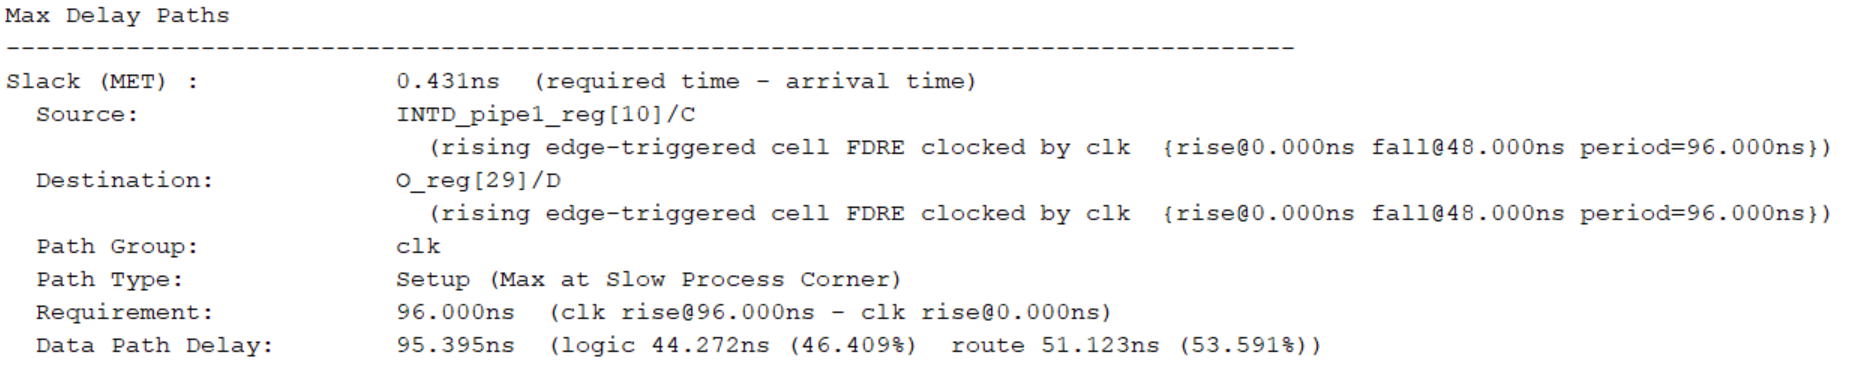 Max Delay Paths
--------------------------------------------------------------------------------------
Slack (MET) :             0.431ns  (required time - arrival time)
  Source:                 INTD_pipe1_reg[10]/C
                            (rising edge-triggered cell FDRE clocked by clk  {rise@0.000ns fall@48.000ns period=96.000ns})
  Destination:            O_reg[29]/D
                            (rising edge-triggered cell FDRE clocked by clk  {rise@0.000ns fall@48.000ns period=96.000ns})
  Path Group:             clk
  Path Type:              Setup (Max at Slow Process Corner)
  Requirement:            96.000ns  (clk rise@96.000ns - clk rise@0.000ns)
  Data Path Delay:        95.395ns  (logic 44.272ns (46.409%)  route 51.123ns (53.591%))